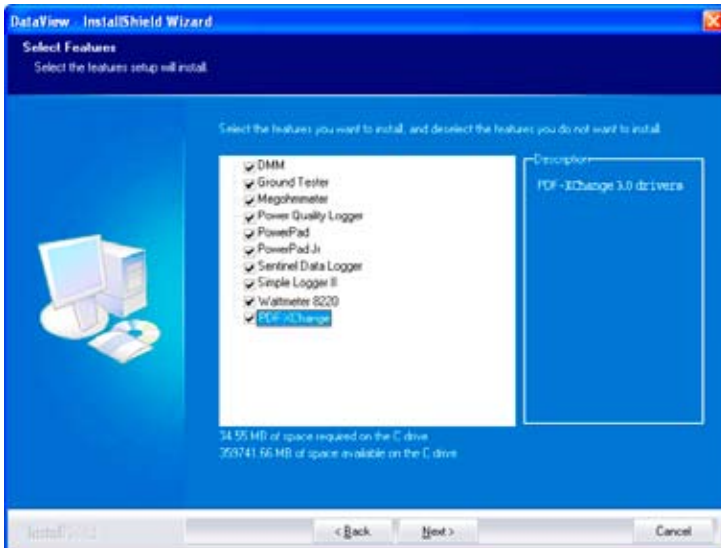 DataView - InstallShield Wizard
Select Features
Select the features setup will install.
Select the features you want to install, and deselect the features you do not want to install.
DMM
Ground Tester
Megohmmeter
Power Quality Logger
PowerPad
PowerPad Jr
Sentinel Data Logger
Simple Logger II
Wattmeter 8220
PDF-XChange
Description
PDF-XChange 3.0 drivers
34.55 MB of space required on the C drive
359741.66 MB of space available on the C drive
InstallShield
< Back
Next >
Cancel